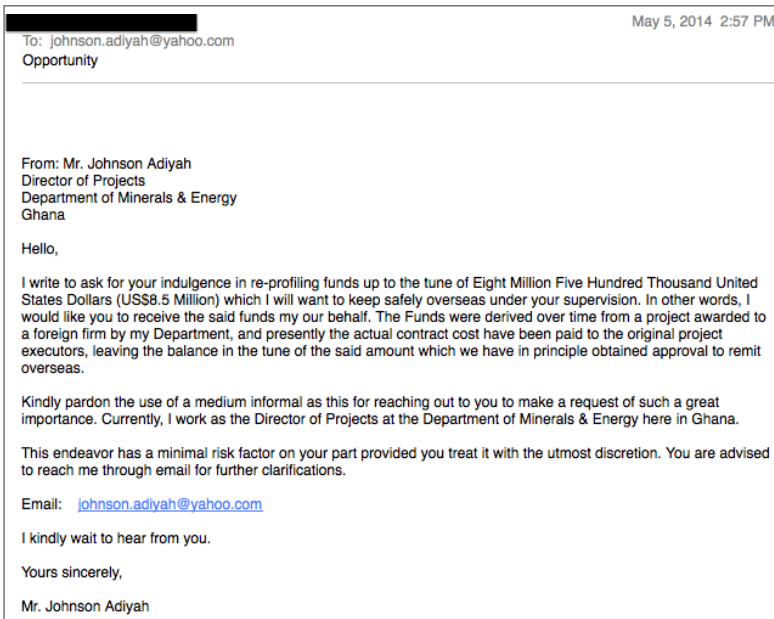 May 5, 2014 2:57 PM
To: johnson.adiyah@yahoo.com
Opportunity
From: Mr. Johnson Adiyah
Director of Projects
Department of Minerals & Energy
Ghana
Hello,
I write to ask for your indulgence in re-profiling funds up to the tune of Eight Million Five Hundred Thousand United
States Dollars (US$8.5 Million) which I will want to keep safely overseas under your supervision. In other words, I
would like you to receive the said funds my our behalf. The Funds were derived over time from a project awarded to
a foreign firm by my Department, and presently the actual contract cost have been paid to the original project
executors, leaving the balance in the tune of the said amount which we have in principle obtained approval to remit
overseas.
Kindly pardon the use of a medium informal as this for reaching out to you to make a request of such a great
importance. Currently, I work as the Director of Projects at the Department of Minerals & Energy here in Ghana.
This endeavor has a minimal risk factor on your part provided you treat it with the utmost discretion. You are advised
to reach me through email for further clarifications.
Email: johnson.adiyah@yahoo.com
I kindly wait to hear from you.
Yours sincerely,
Mr. Johnson Adiyah